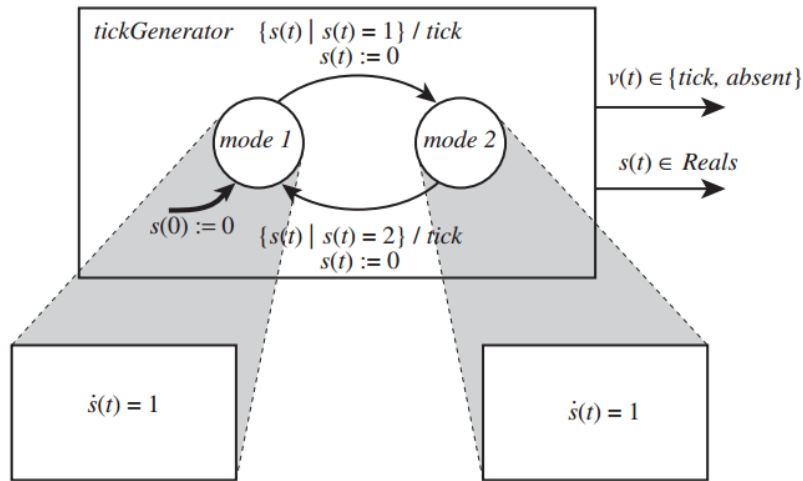 tickGenerator {s(t) | s(t) = 1} / tick
s(t) := 0
v(t) ∈ {tick, absent}
mode 1
mode 2
s(t) ∈ Reals
s(0) := 0
{s(t) | s(t) = 2} / tick
s(t) := 0
ṡ(t) = 1
ṡ(t) = 1